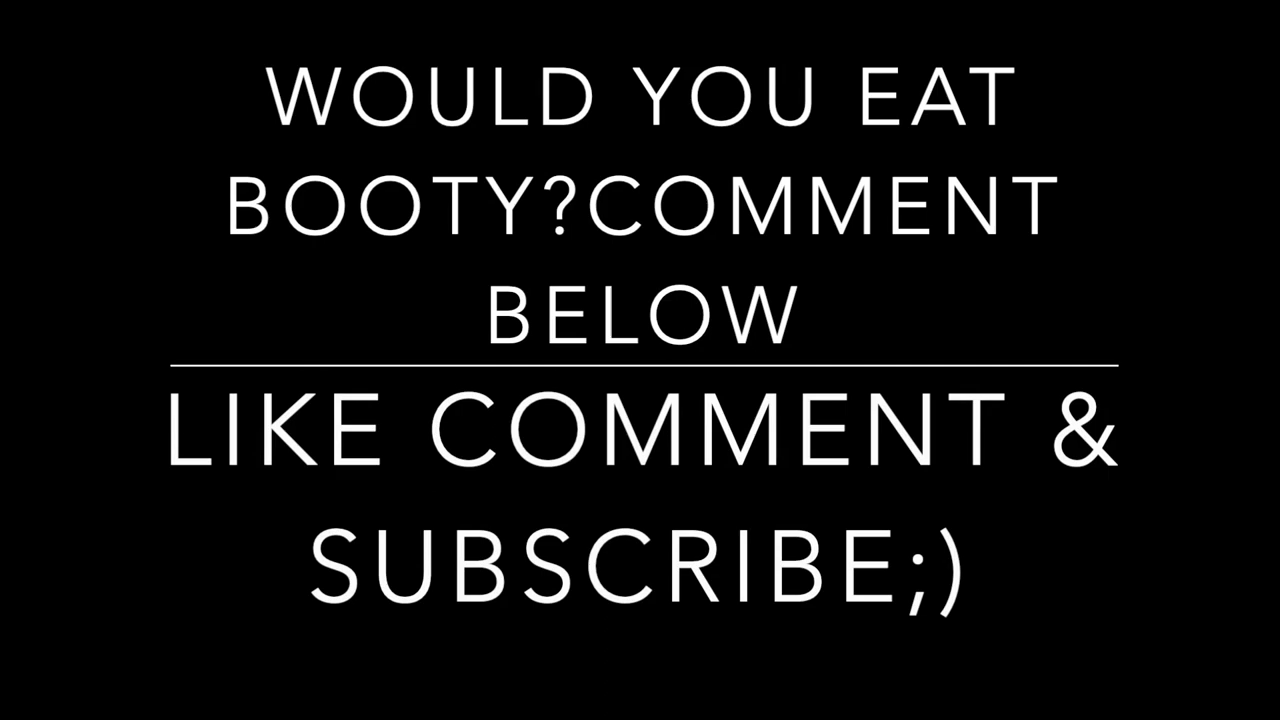 WOULD YOU EAT
BOOTY?COMMENT
BELOW
LIKE COMMENT &
SUBSCRIBE;)